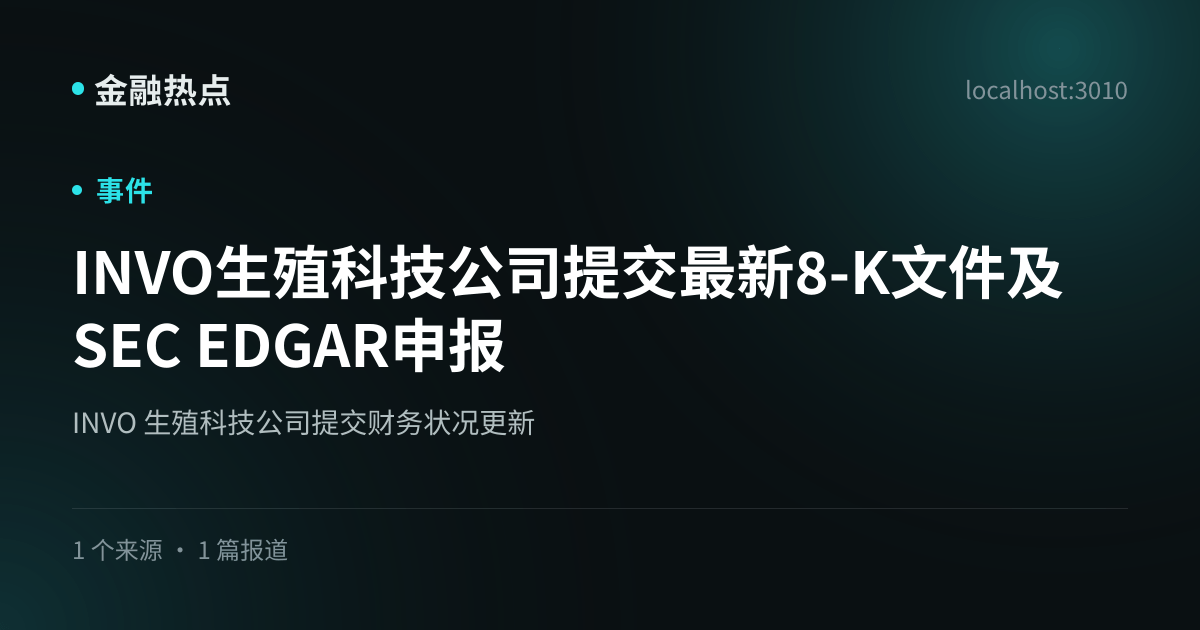 金融热点
localhost:3010
事件
INVO生殖科技公司提交最新8-K文件及
SEC EDGAR申报
INVO 生殖科技公司提交财务状况更新
1 个来源 · 1 篇报道